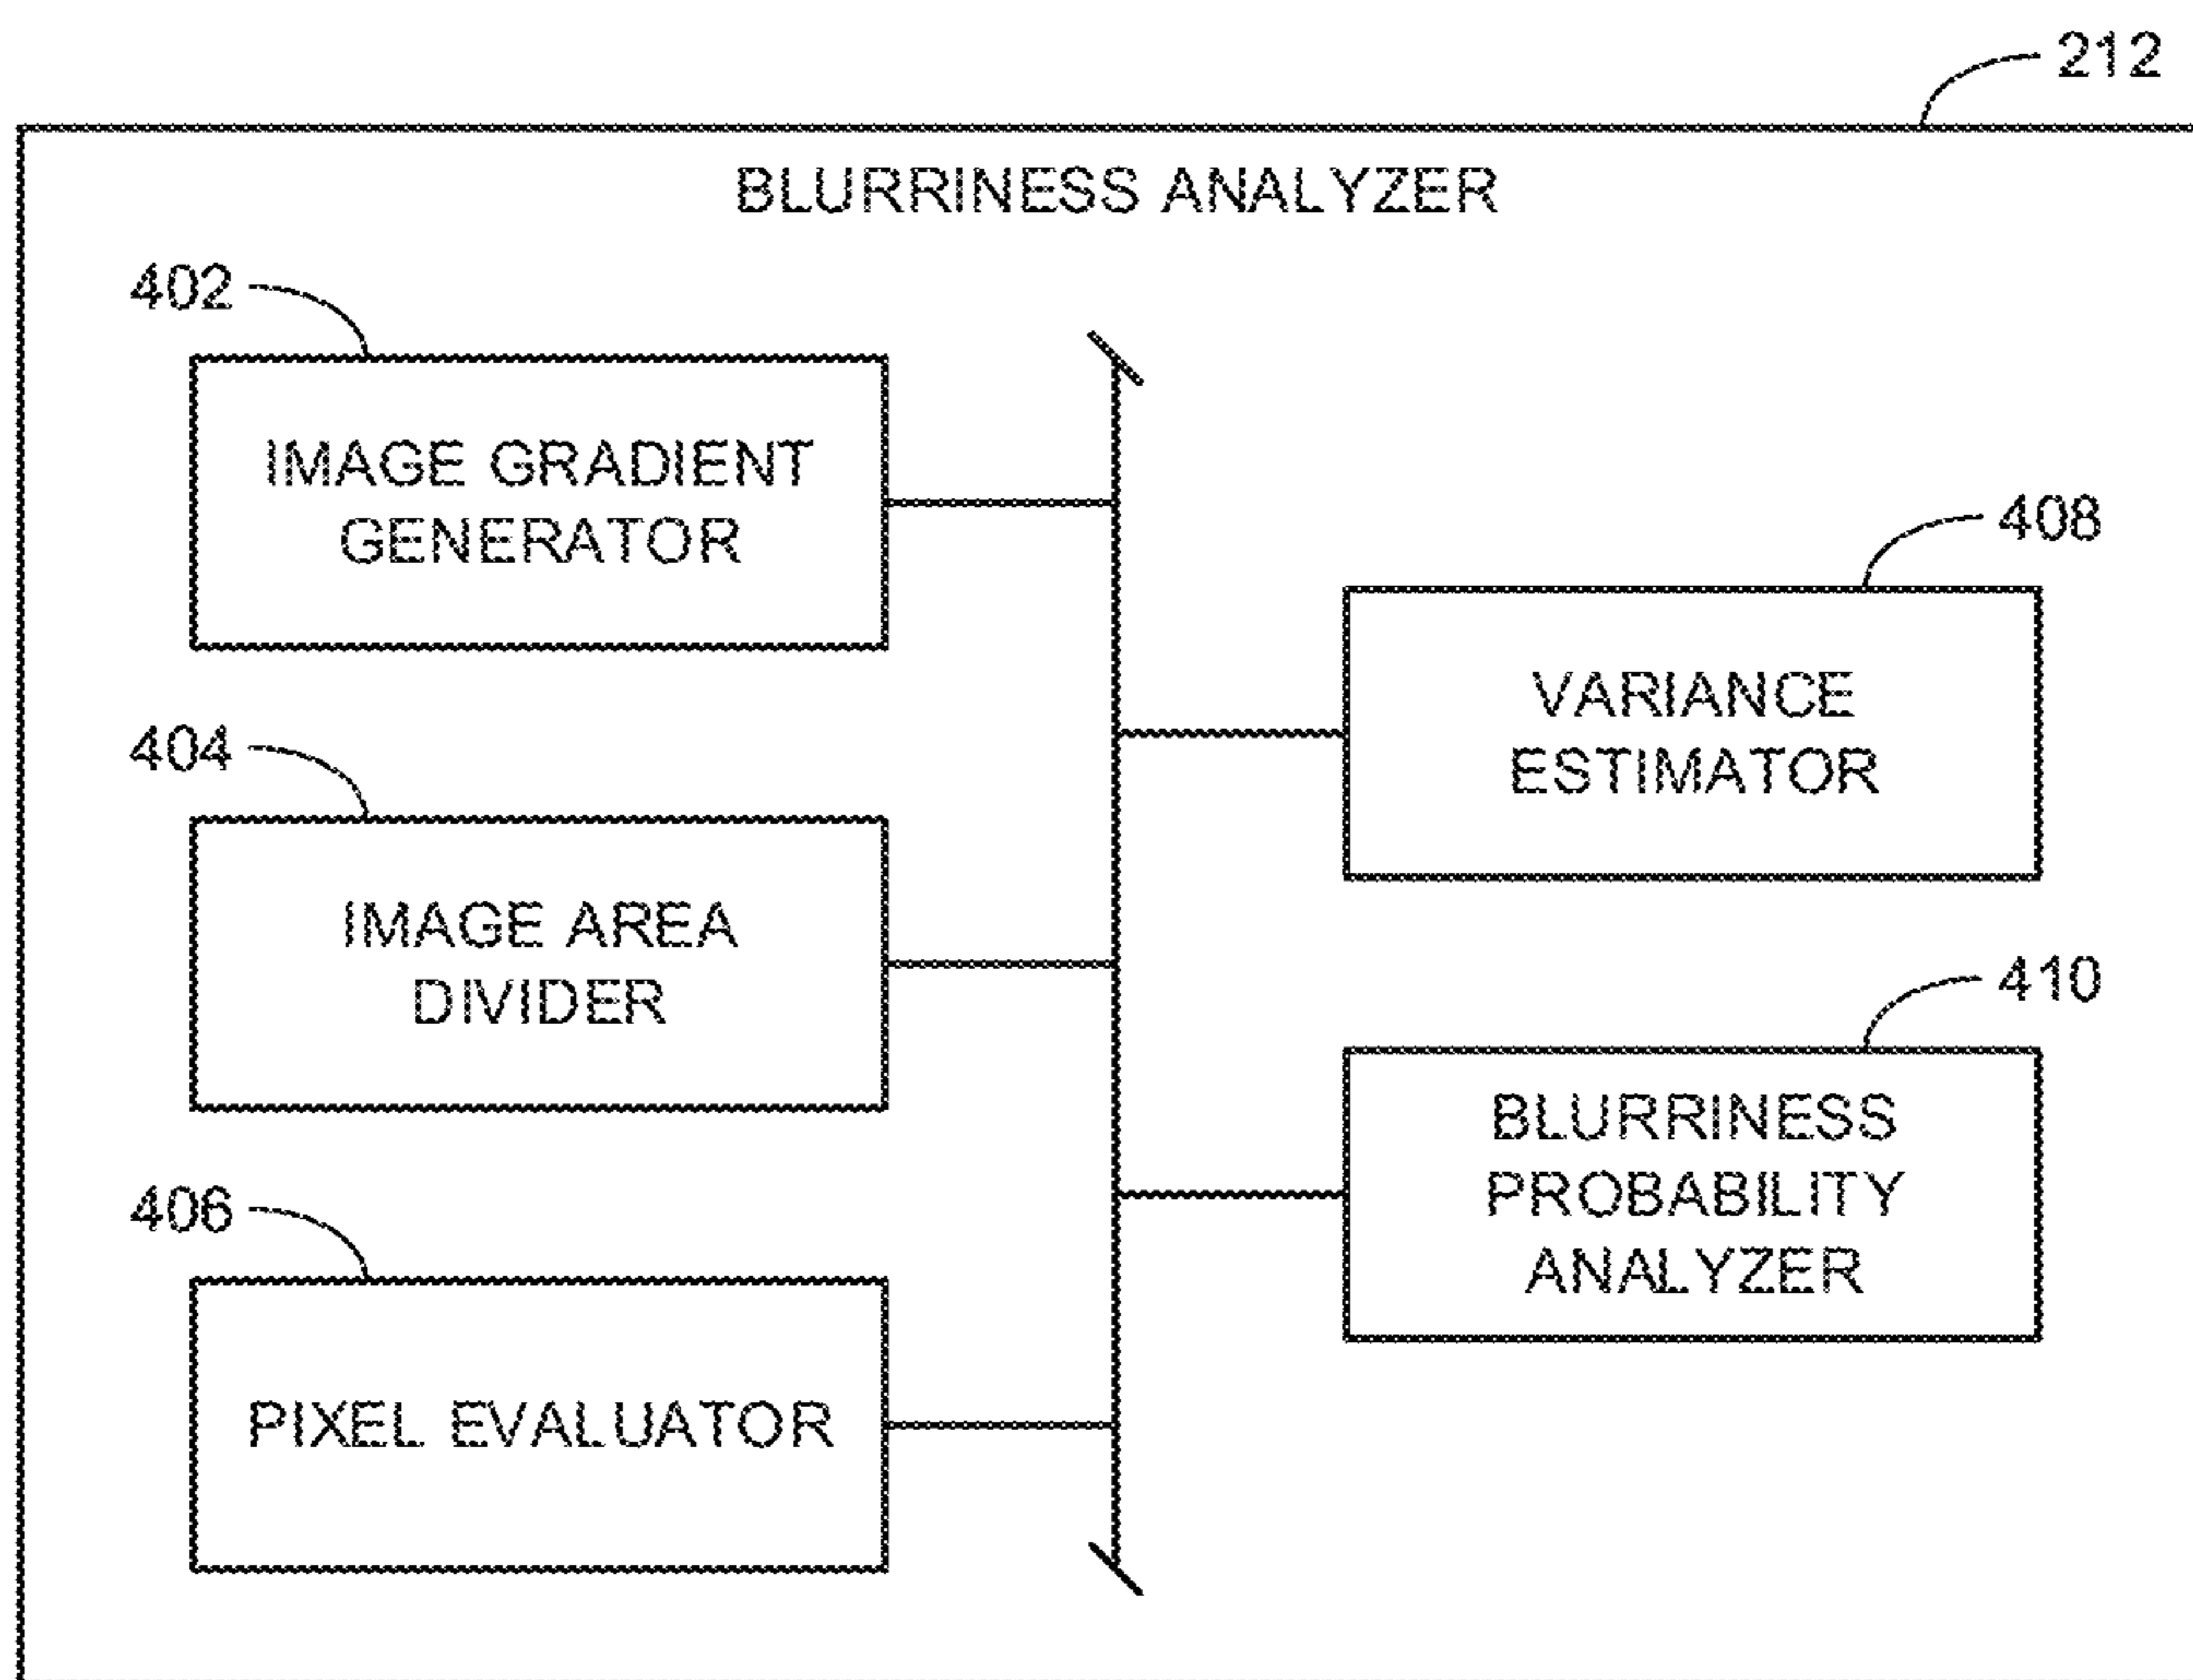 212
BLURRINESS ANALYZER
402
IMAGE GRADIENT
GENERATOR
404
IMAGE AREA
DIVIDER
406
PIXEL EVALUATOR
408
VARIANCE
ESTIMATOR
410
BLURRINESS
PROBABILITY
ANALYZER